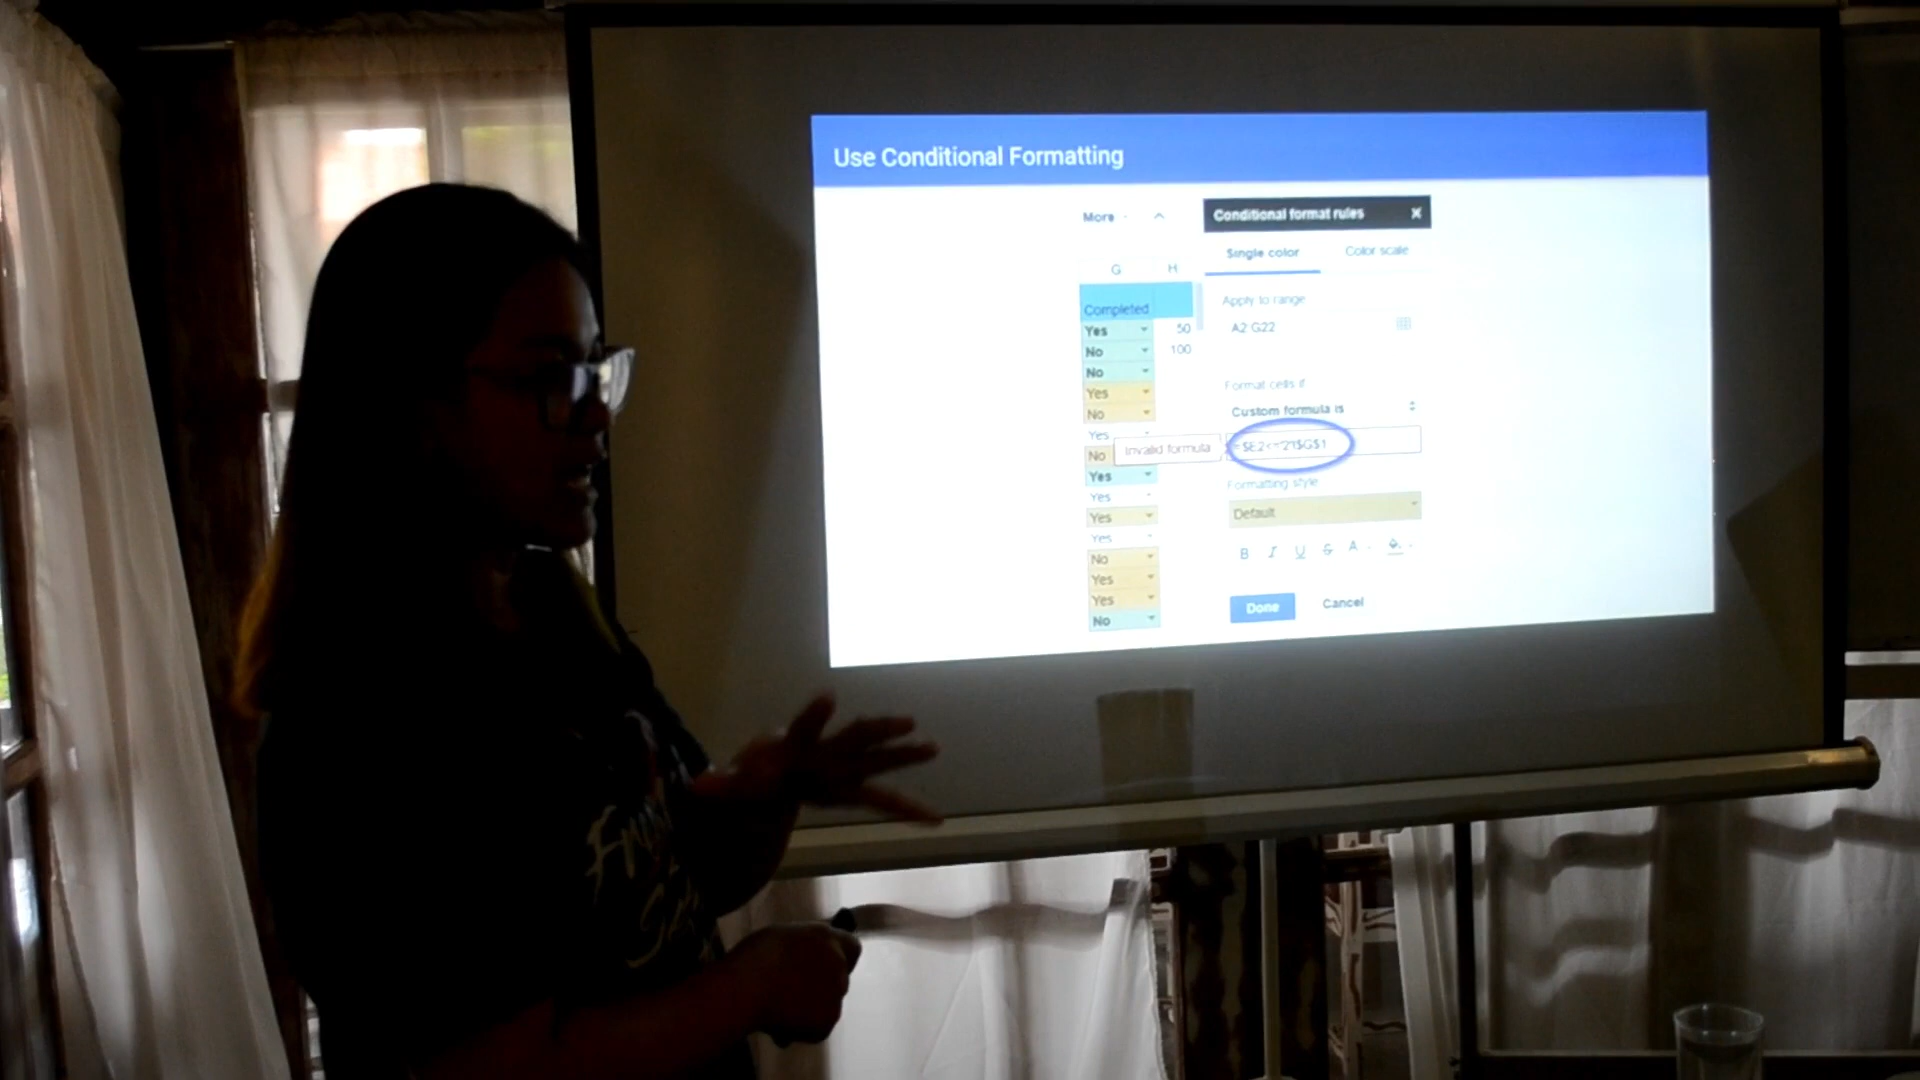 Use Conditional Formatting
More
Conditional format rules X
Single color Color scale
G H
Apply to range
Completed
A2 G22
Yes 50
No 100
No
Format cells if
Yes
Custom formula is
No
Yes
Invalid formula
No
Yes
Formatting style
Yes
Default
Yes
Yes
B I U S A
No
Yes
Done Cancel
Yes
No